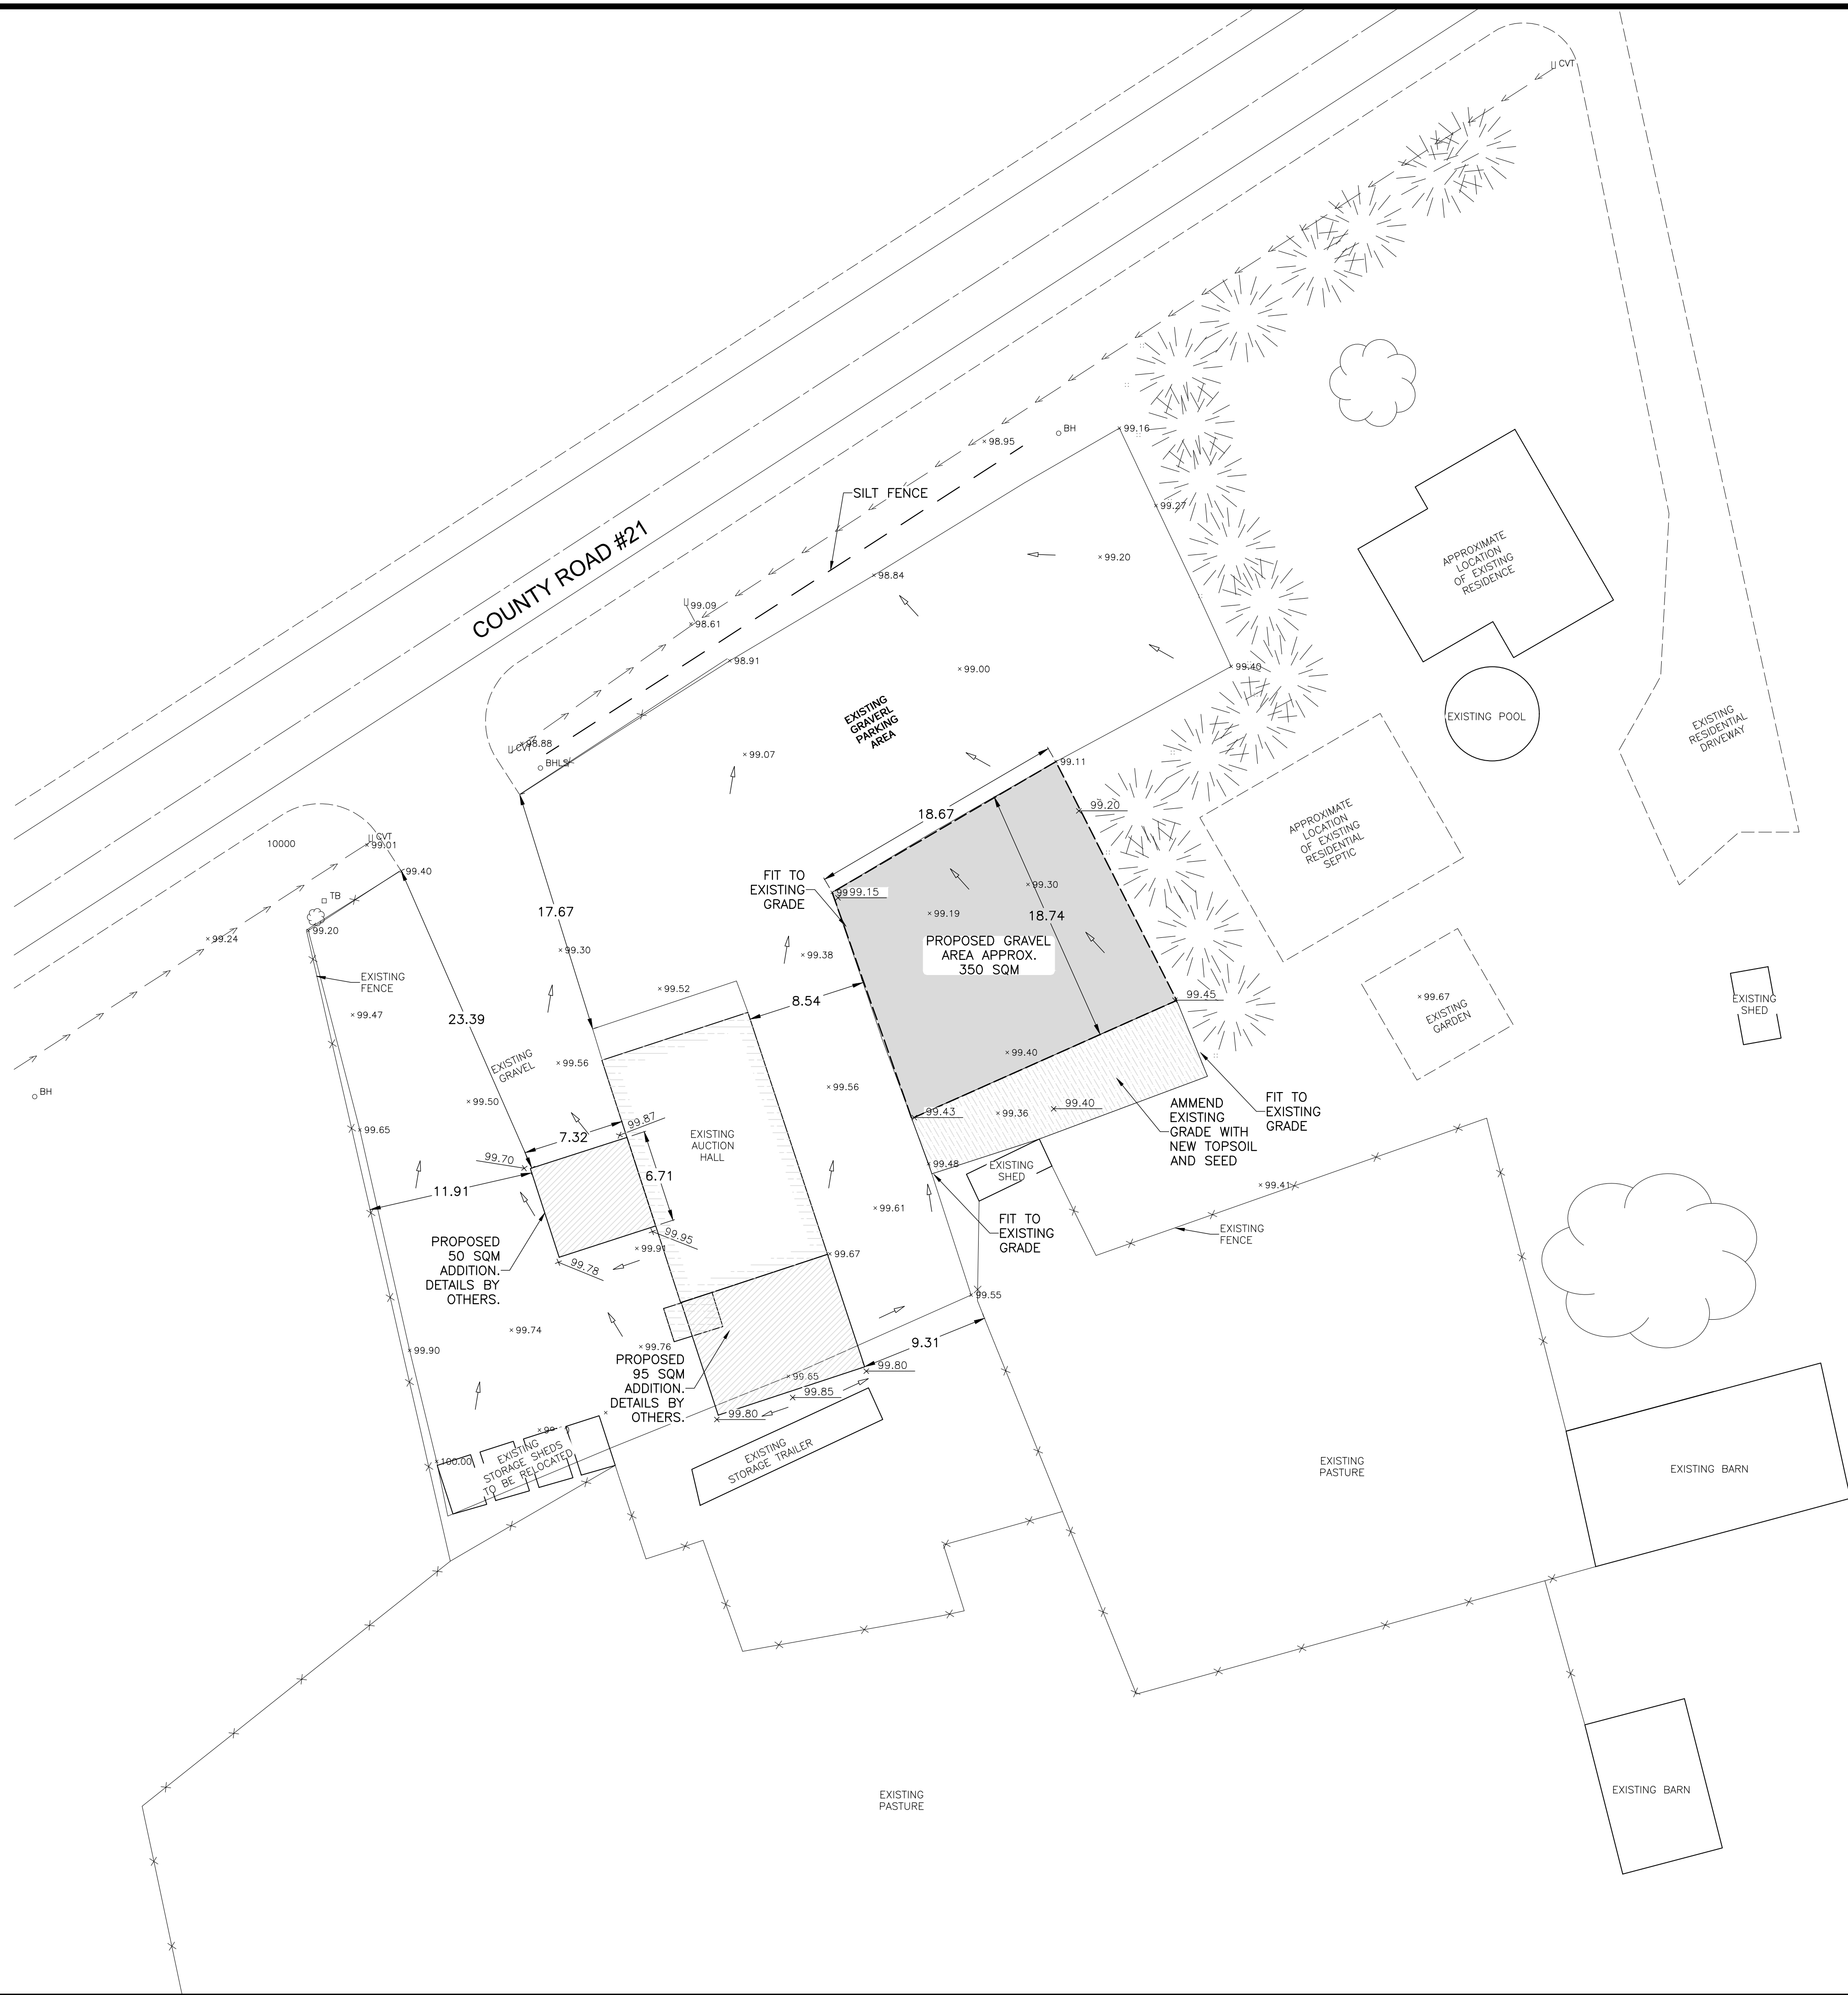 CVT
99.16
BH
98.95
SILT FENCE
99.27
COUNTY ROAD #21
99.20
APPROXIMATE
LOCATION
OF EXISTING
RESIDENCE
98.84
99.09
98.61
98.91
99.00
99.40
EXISTING
GRAVERL
PARKING
AREA
EXISTING POOL
EXISTING
RESIDENTIAL
DRIVEWAY
98.88
CVT
BHLS
99.07
99.11
99.20
18.67
APPROXIMATE
LOCATION
OF EXISTING
RESIDENTIAL
SEPTIC
10000
CVT
99.01
99.40
FIT TO
EXISTING
GRADE
99.15
99.30
TB
99.20
99.24
17.67
99.19
18.74
99.30
99.38
PROPOSED GRAVEL
AREA APPROX.
350 SQM
EXISTING
FENCE
99.52
99.45
99.67
EXISTING
GARDEN
EXISTING
SHED
99.47
23.39
8.54
EXISTING
GRAVEL
99.56
99.40
99.56
BH
99.50
99.43
99.36
99.40
AMMEND
EXISTING
GRADE WITH
NEW TOPSOIL
AND SEED
FIT TO
EXISTING
GRADE
99.65
99.87
7.32
EXISTING
AUCTION
HALL
99.70
6.71
99.48
EXISTING
SHED
11.91
99.41
99.61
FIT TO
EXISTING
GRADE
EXISTING
FENCE
PROPOSED
50 SQM
ADDITION.
DETAILS BY
OTHERS.
99.95
99.91
99.78
99.67
99.55
99.74
99.90
99.76
9.31
PROPOSED
95 SQM
ADDITION.
DETAILS BY
OTHERS.
99.65
99.80
99.85
99.80
100.00
EXISTING
STORAGE SHEDS
TO BE RELOCATED
EXISTING
STORAGE TRAILER
EXISTING
PASTURE
EXISTING BARN
EXISTING
PASTURE
EXISTING BARN